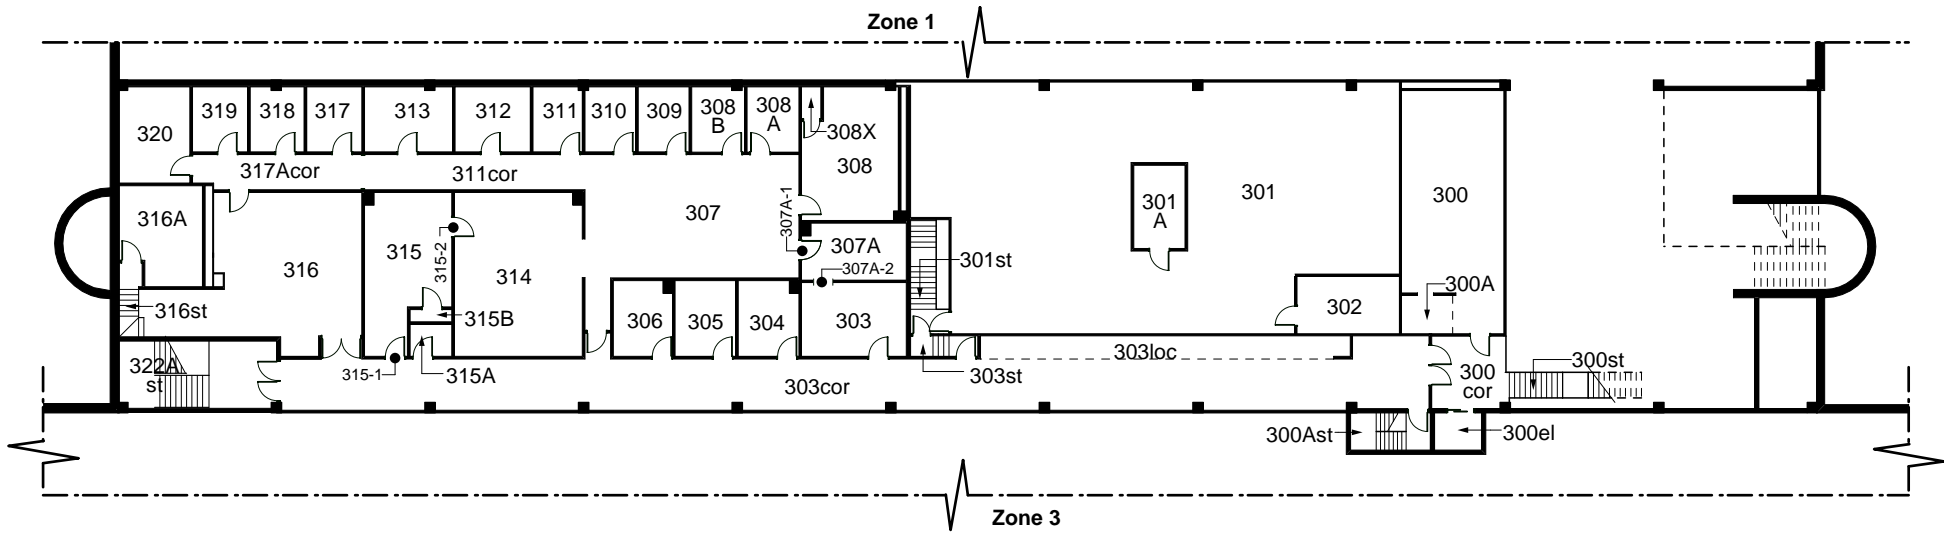 Zone 1
319
318
317
313
312
311
310
309
308
B
308
A
308X
320
317Acor
311cor
308
316A
307
307A-1
301
A
301
300
316
315
315-2
314
307A
307A-2
301st
300A
316st
315B
306
305
304
303
302
322A
st
315-1
315A
303cor
303st
303loc
300
cor
300st
300Ast
300el
Zone 3